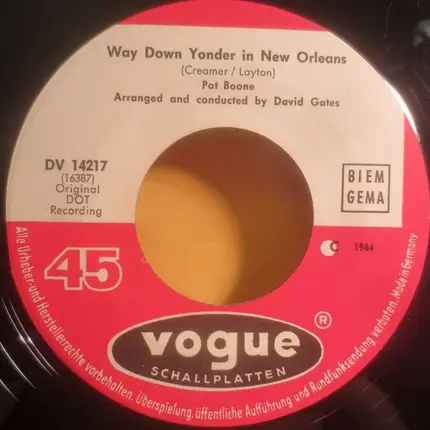 Way Down Yonder in New Orleans
(Creamer / Layton)
Pat Boone
Arranged and conducted by David Gates
DV 14217
(16387)
Original
DOT
Recording
BIEM
GEMA
45
C 1964
vogue ®
SCHALLPLATTEN
Alle Urheber- und Herstellerrechte vorbehalten. Überspielung, öffentliche Aufführung und Rundfunksendung verboten. Made in Germany